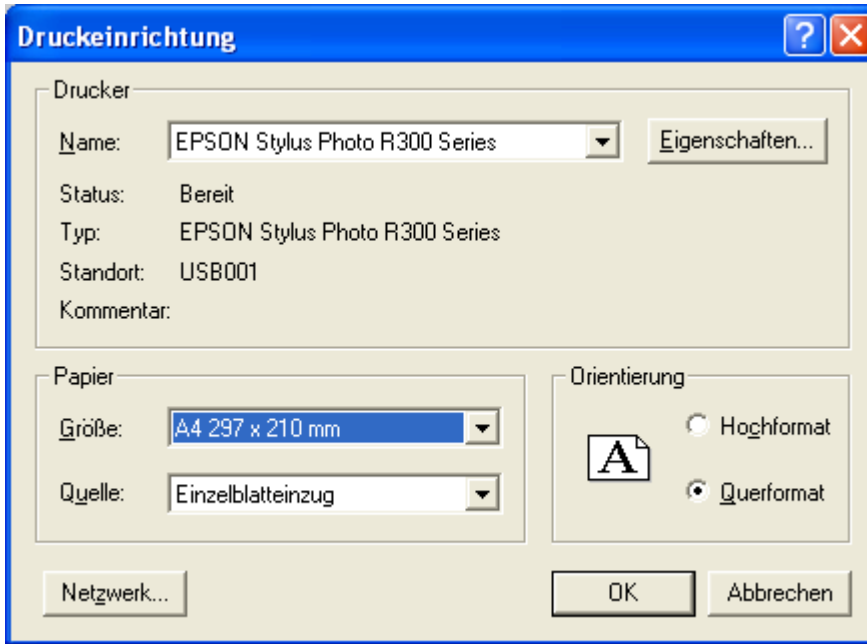 Druckeinrichtung
Drucker
Name: EPSON Stylus Photo R300 Series Eigenschaften...
Status: Bereit
Typ: EPSON Stylus Photo R300 Series
Standort: USB001
Kommentar:
Papier
Größe: A4 297 x 210 mm
Quelle: Einzelblatteinzug
Orientierung
A
Hochformat
Querformat
Netzwerk... OK Abbrechen